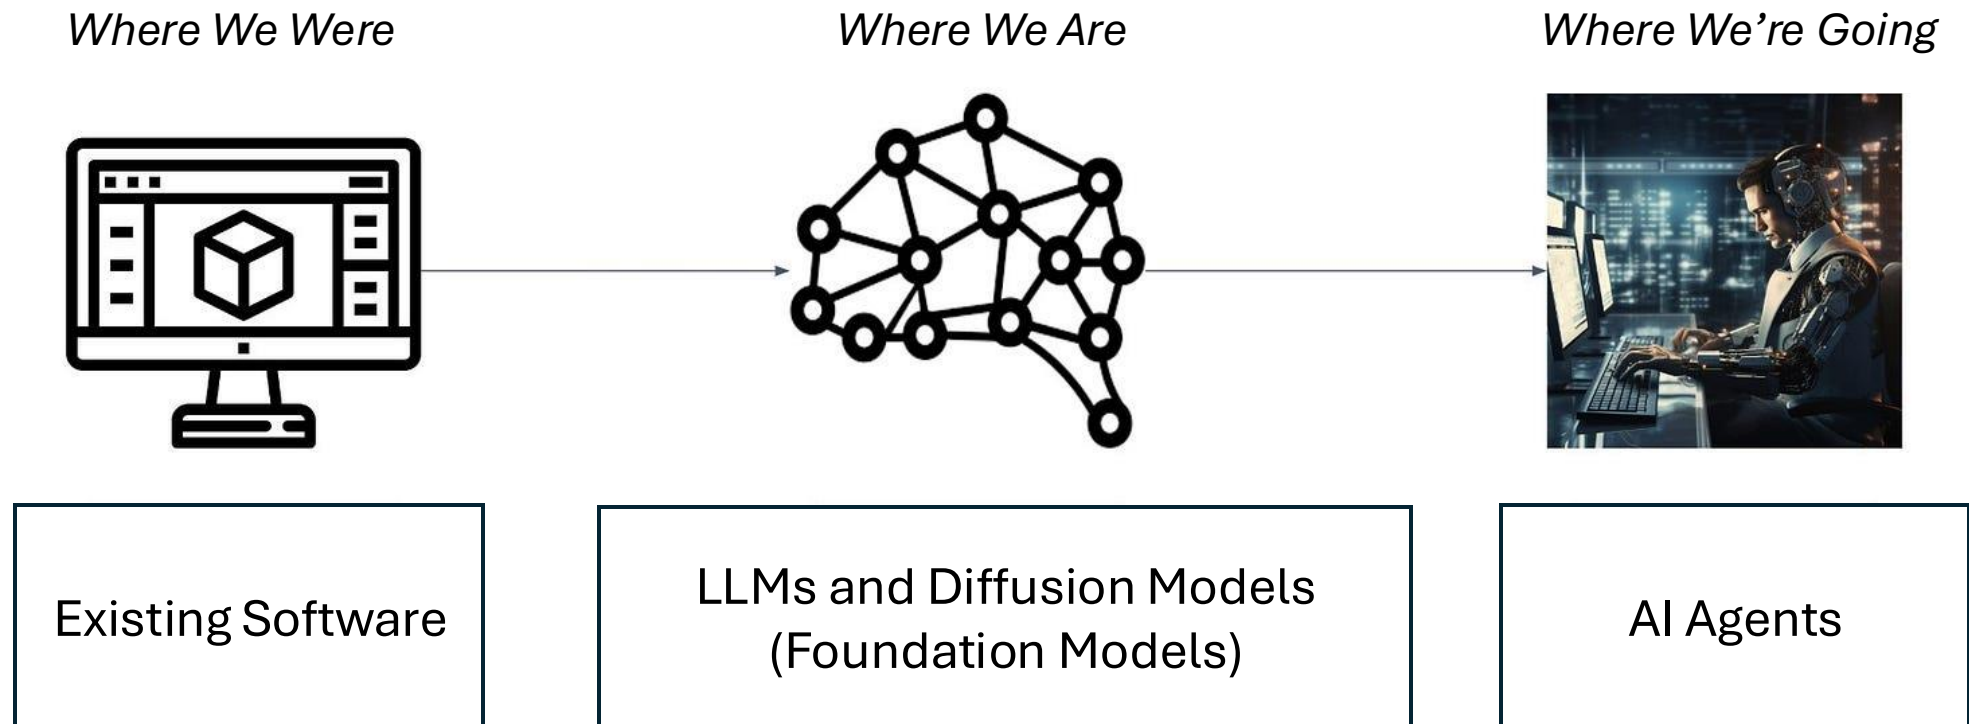 Where We Were
Where We Are
Where We’re Going
Existing Software
LLMs and Diffusion Models
(Foundation Models)
AI Agents